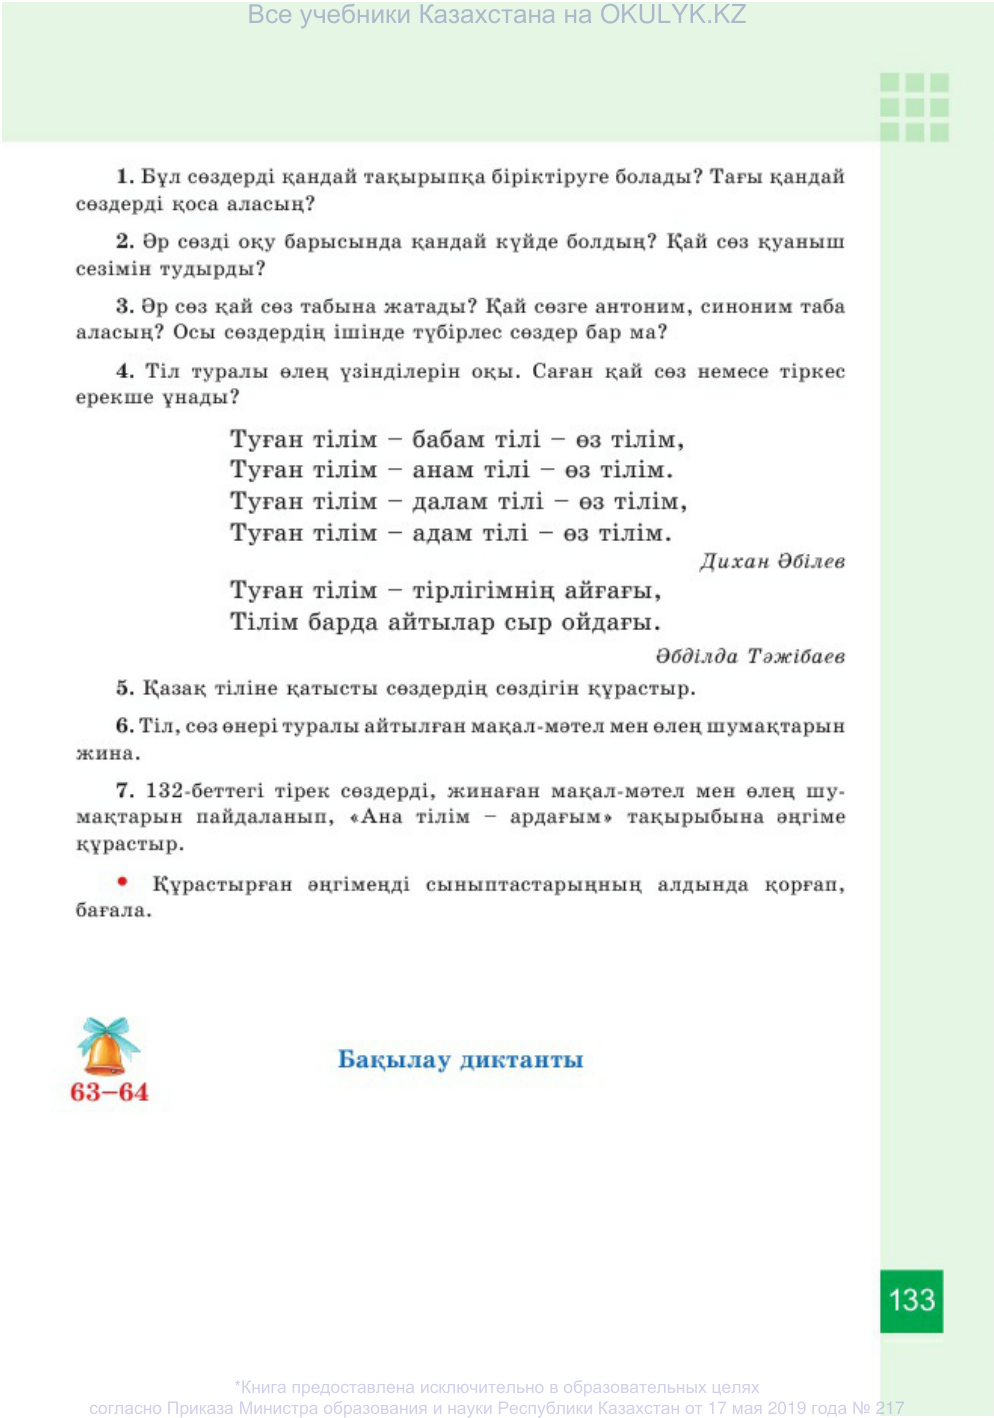 Все учебники Казахстана на OKULYK.KZ
1. Бұл сөздерді қандай тақырыпқа біріктіруге болады? Тағы қандай
сөздерді қоса аласың?
2. Әр сөзді оқу барысында қандай күйде болдың? Қай сөз қуаныш
сезімін тудырды?
3. Әр сөз қай сөз табына жатады? Қай сөзге антоним, синоним таба
аласың? Осы сөздердің ішінде түбірлес сөздер бар ма?
4. Тіл туралы өлең үзінділерін оқы. Саған қай сөз немесе тіркес
ерекше ұнады?
Туған тілім – бабам тілі – өз тілім,
Туған тілім – анам тілі – өз тілім.
Туған тілім – далам тілі – өз тілім,
Туған тілім – адам тілі – өз тілім.
Дихан Әбілев
Туған тілім – тірлігімнің айғағы,
Тілім барда айтылар сыр ойдағы.
Әбділда Тәжібаев
5. Қазақ тіліне қатысты сөздердің сөздігін құрастыр.
6. Тіл, сөз өнері туралы айтылған мақал-мәтел мен өлең шумақтарын
жина.
7. 132-беттегі тірек сөздерді, жинаған мақал-мәтел мен өлең шу-
мақтарын пайдаланып, «Ана тілім – ардағым» тақырыбына әңгіме
құрастыр.
• Құрастырған әңгімеңді сыныптастарыңның алдында қорғап,
бағала.
Бақылау диктанты
63–64
133
*Книга предоставлена исключительно в образовательных целях
согласно Приказа Министра образования и науки Республики Казахстан от 17 мая 2019 года № 217